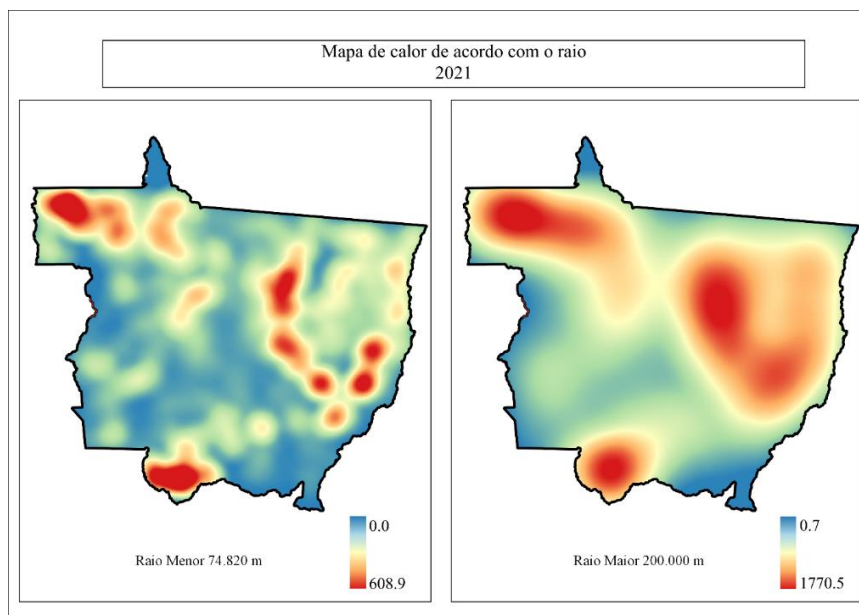 Mapa de calor de acordo com o raio
2021
0.0
608.9
Raio Menor 74.820 m
0.7
1770.5
Raio Maior 200.000 m